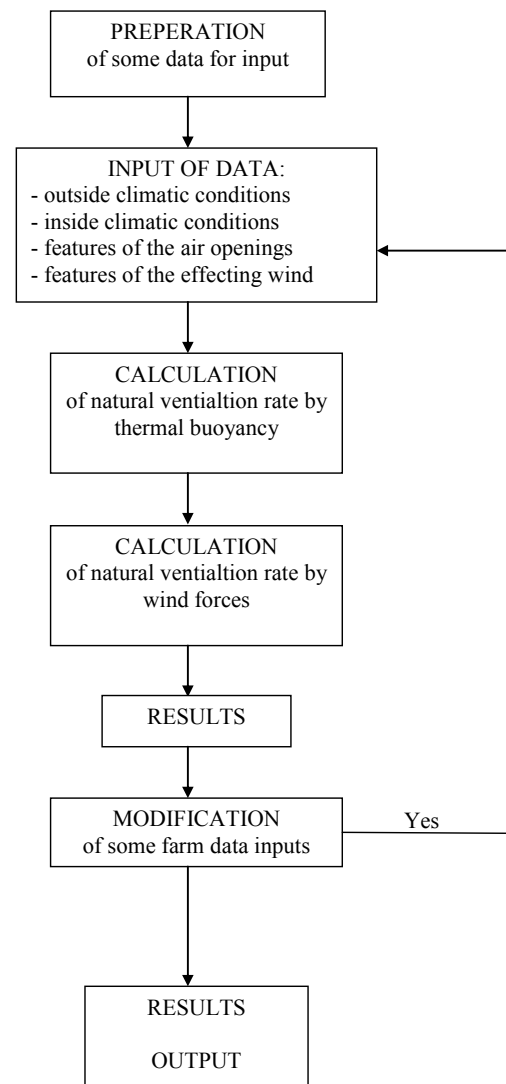 PREPERATION
of some data for input
INPUT OF DATA:
- outside climatic conditions
- inside climatic conditions
- features of the air openings
- features of the effecting wind
CALCULATION
of natural ventialtion rate by
thermal buoyancy
CALCULATION
of natural ventialtion rate by
wind forces
RESULTS
MODIFICATION
of some farm data inputs
Yes
RESULTS
OUTPUT